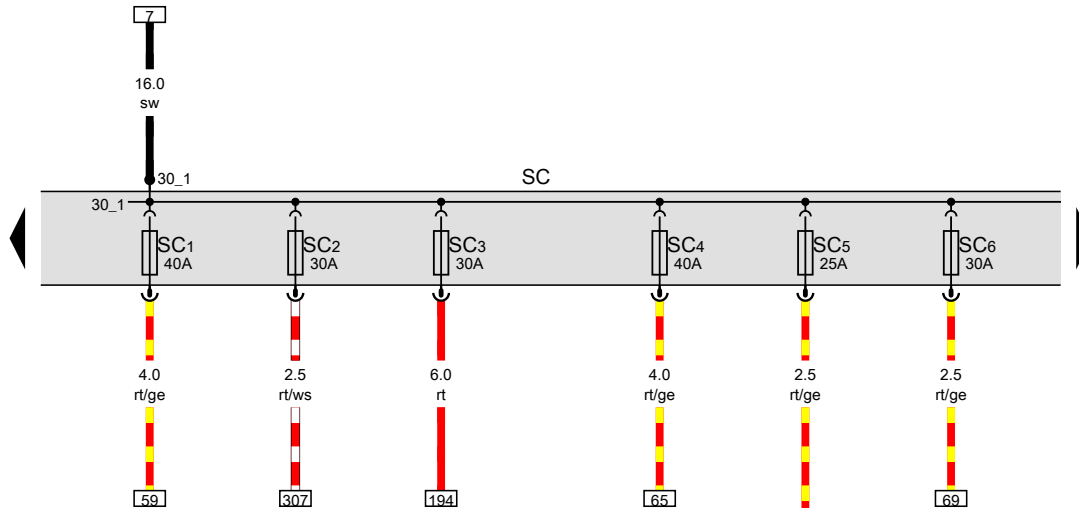 7
16.0
sw
30_1
SC
30_1
SC1 SC2 SC3 SC4 SC5 SC6
40A 30A 30A 40A 25A 30A
4.0 2.5 6.0 4.0 2.5 2.5
rt/ge rt/ws rt rt/ge rt/ge rt/ge
59 307 194 65 69